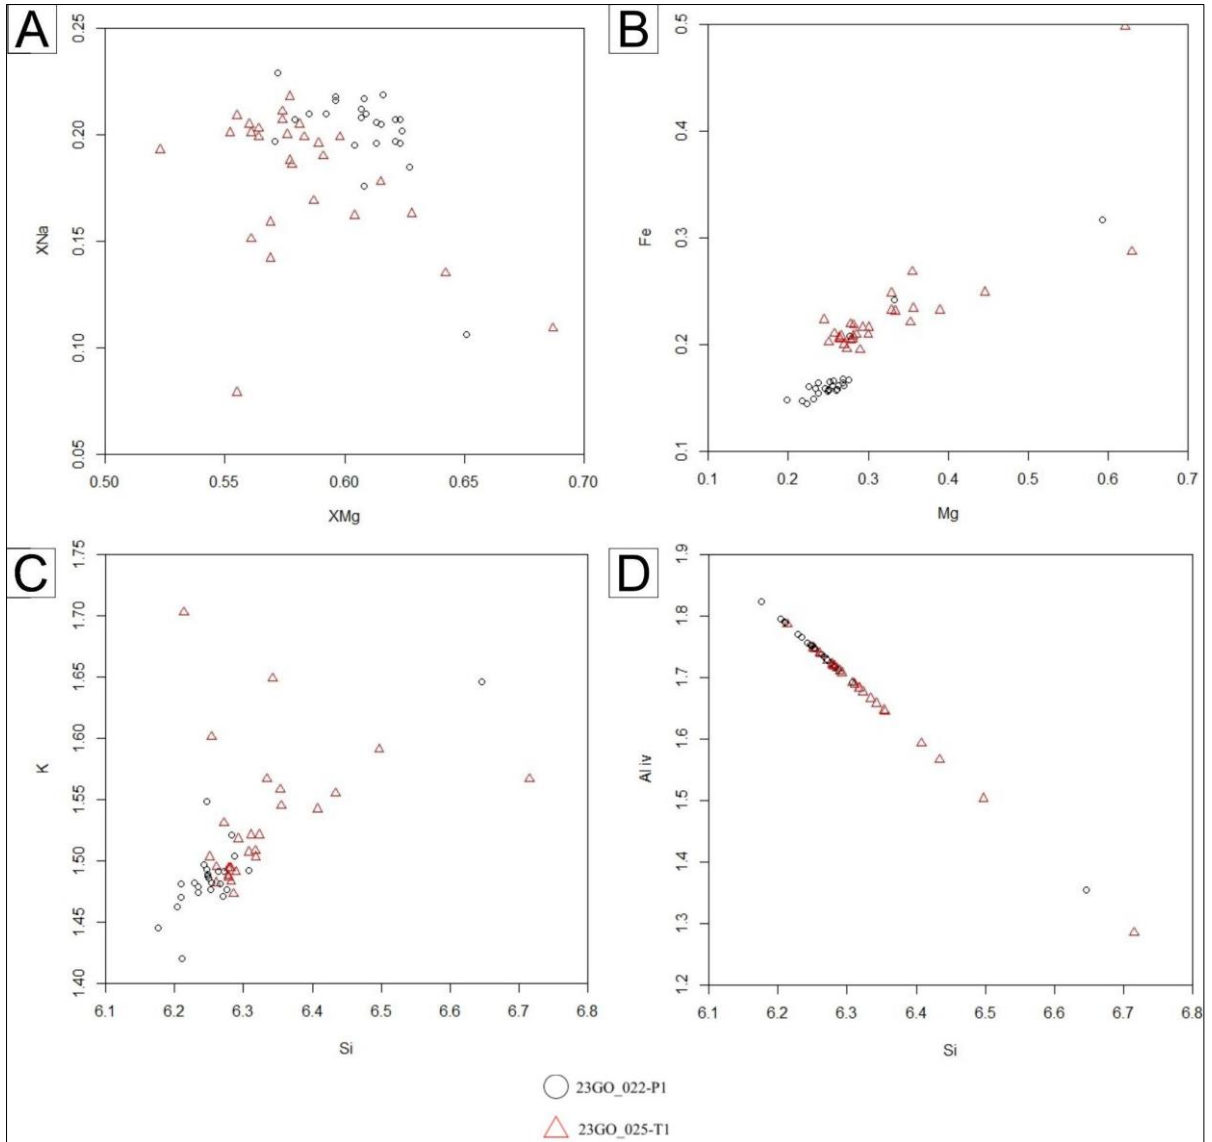 A
B
0.25
0.20
0.15
0.10
0.05
XNa
0.50 0.55 0.60 0.65 0.70
XMg
0.5
0.4
0.3
0.2
0.1
Fe
0.1 0.2 0.3 0.4 0.5 0.6 0.7
Mg
C
D
1.75
1.70
1.65
1.60
1.55
1.50
1.45
1.40
K
6.1 6.2 6.3 6.4 6.5 6.6 6.7 6.8
Si
1.9
1.8
1.7
1.6
1.5
1.4
1.3
1.2
Al iv
6.1 6.2 6.3 6.4 6.5 6.6 6.7 6.8
Si
23GO_022-P1
23GO_025-T1